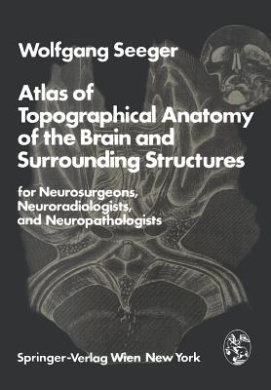 Wolfgang Seeger
Atlas of
Topographical Anatomy
of the Brain and
Surrounding Structures
for Neurosurgeons,
Neuroradiologists,
and Neuropathologists
Springer-Verlag Wien New York